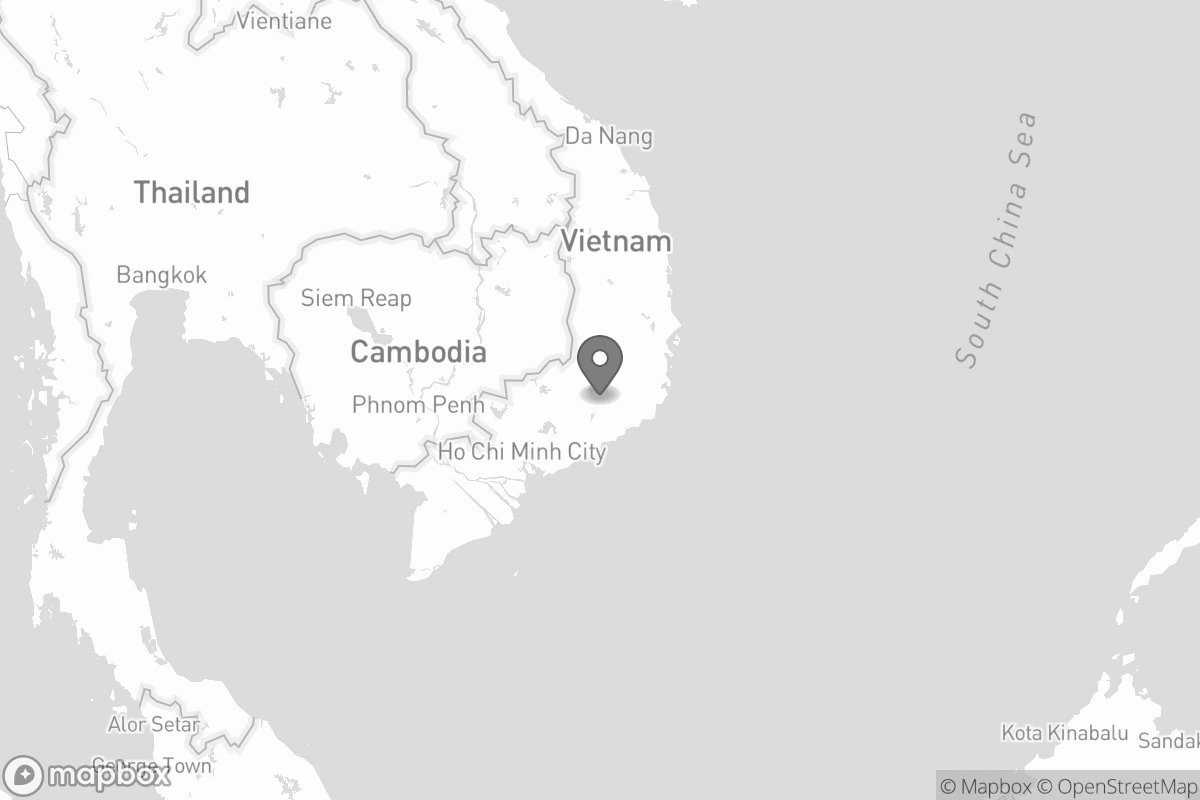 Vientiane
Da Nang
South China Sea
Thailand
Vietnam
Bangkok
Siem Reap
Cambodia
Phnom Penh
Ho Chi Minh City
Alor Setar
Kota Kinabalu
Sandak
George Town
mapbox
© Mapbox © OpenStreetMap